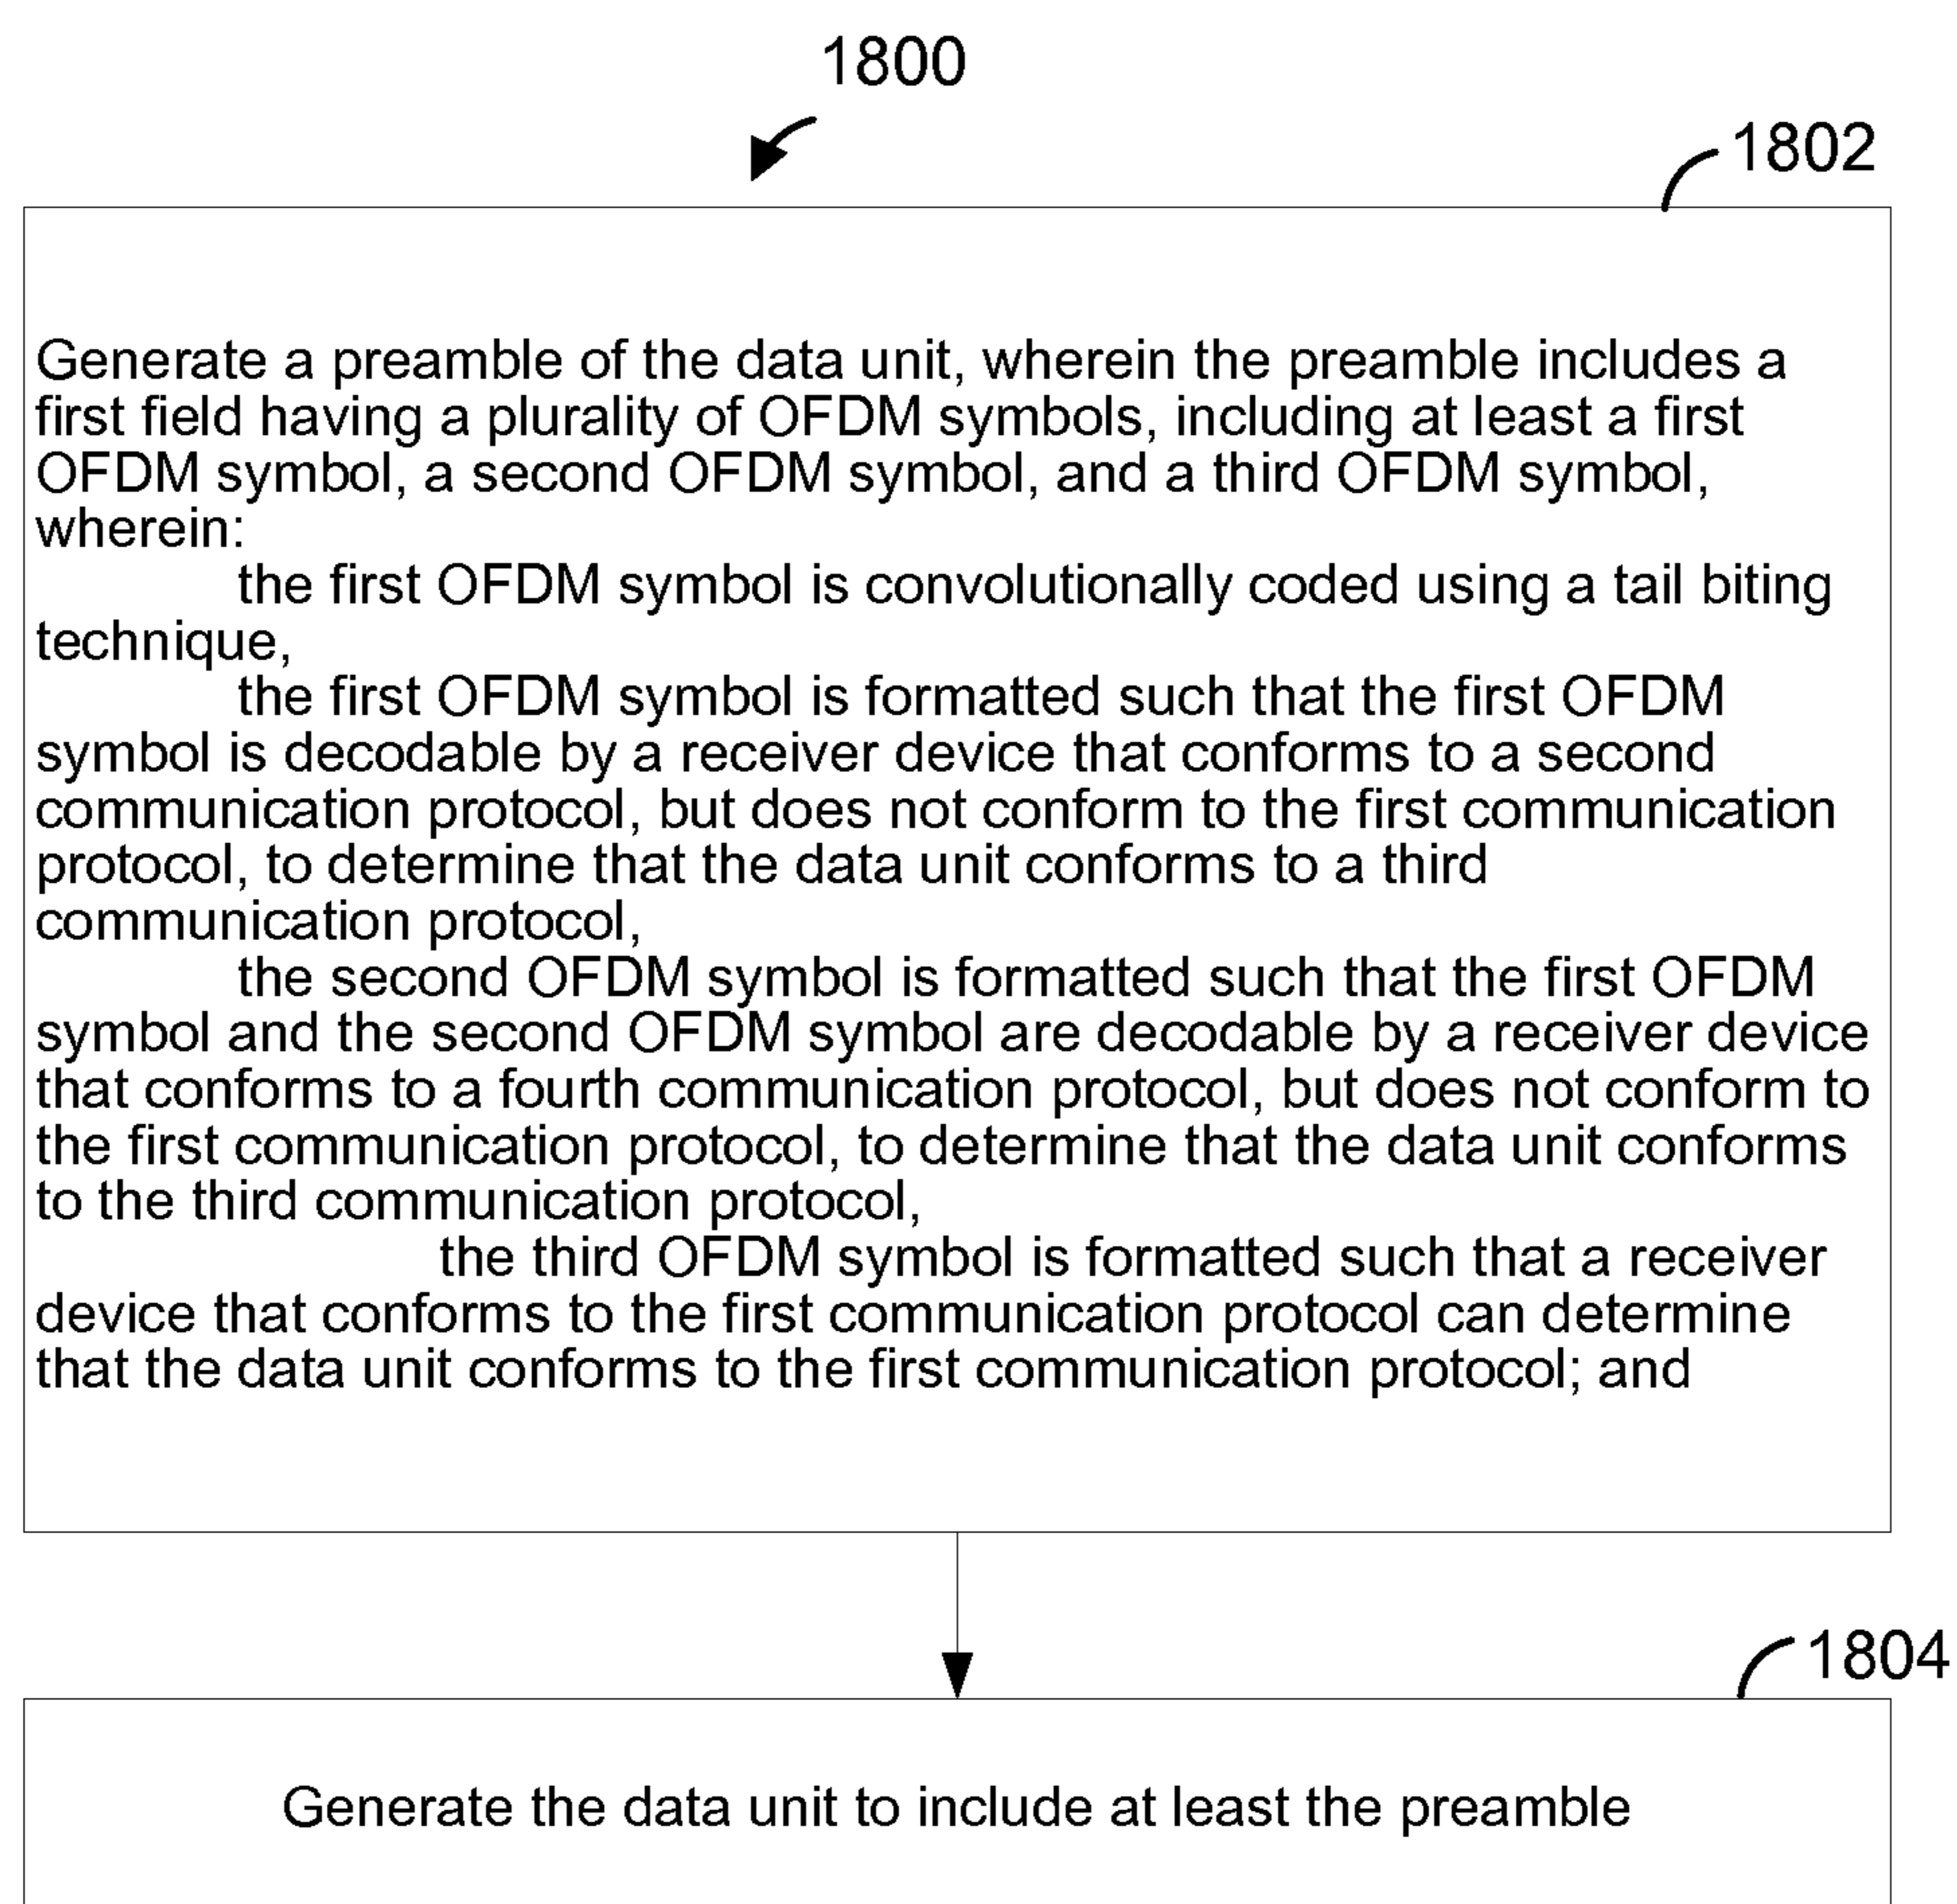 1800
1802
Generate a preamble of the data unit, wherein the preamble includes a
first field having a plurality of OFDM symbols, including at least a first
OFDM symbol, a second OFDM symbol, and a third OFDM symbol,
wherein:
the first OFDM symbol is convolutionally coded using a tail biting
technique,
the first OFDM symbol is formatted such that the first OFDM
symbol is decodable by a receiver device that conforms to a second
communication protocol, but does not conform to the first communication
protocol, to determine that the data unit conforms to a third
communication protocol,
the second OFDM symbol is formatted such that the first OFDM
symbol and the second OFDM symbol are decodable by a receiver device
that conforms to a fourth communication protocol, but does not conform to
the first communication protocol, to determine that the data unit conforms
to the third communication protocol,
the third OFDM symbol is formatted such that a receiver
device that conforms to the first communication protocol can determine
that the data unit conforms to the first communication protocol; and
1804
Generate the data unit to include at least the preamble